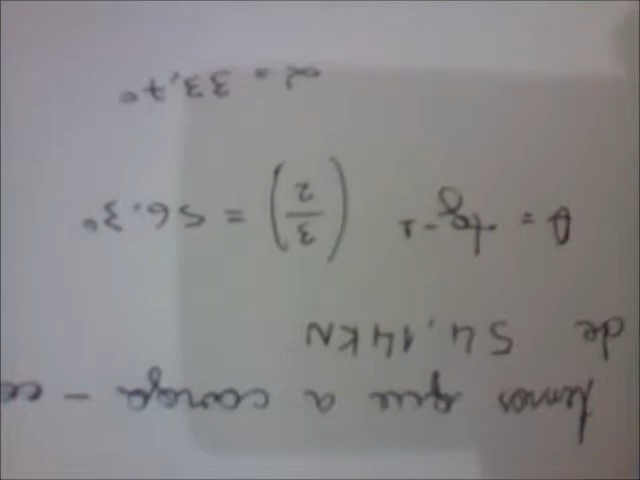 temos que a carga -
de 54,14 KN
θ = tg-1 (3/2) = 56,3°
α = 33,7°